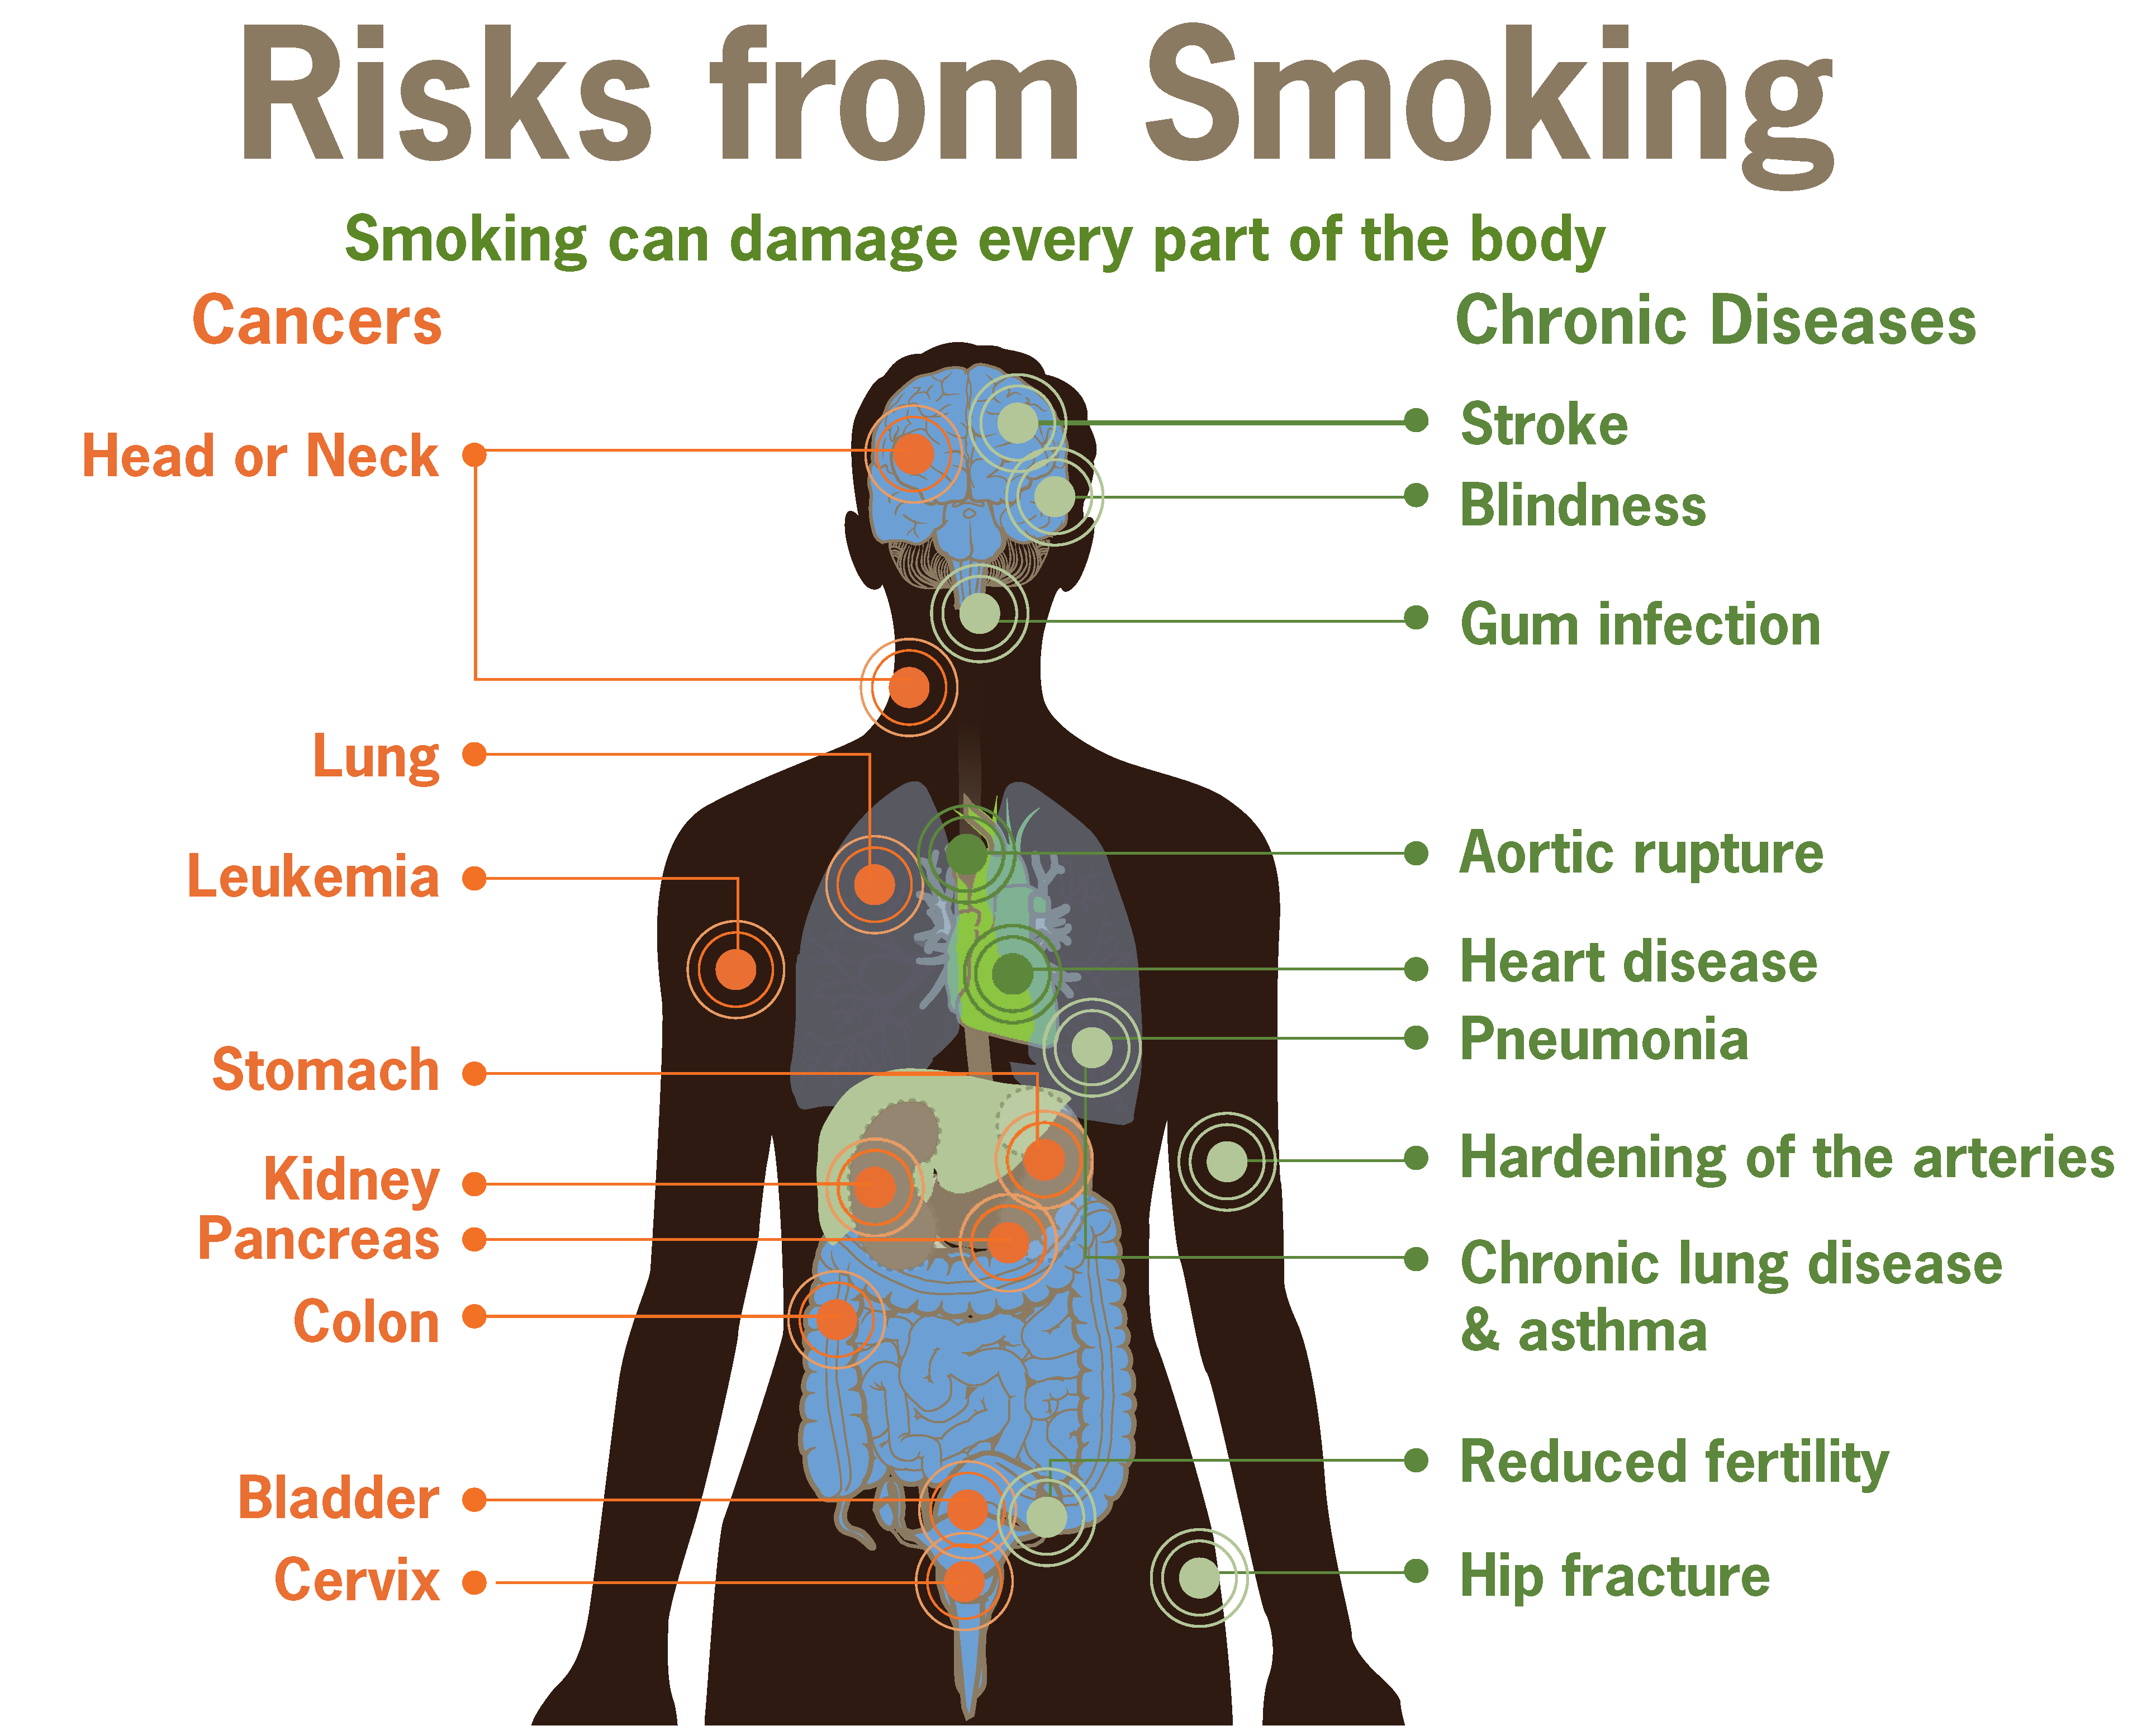 Risks from Smoking
Smoking can damage every part of the body
Cancers
Head or Neck
Lung
Leukemia
Stomach
Kidney
Pancreas
Colon
Bladder
Cervix
Chronic Diseases
Stroke
Blindness
Gum infection
Aortic rupture
Heart disease
Pneumonia
Hardening of the arteries
Chronic lung disease
& asthma
Reduced fertility
Hip fracture